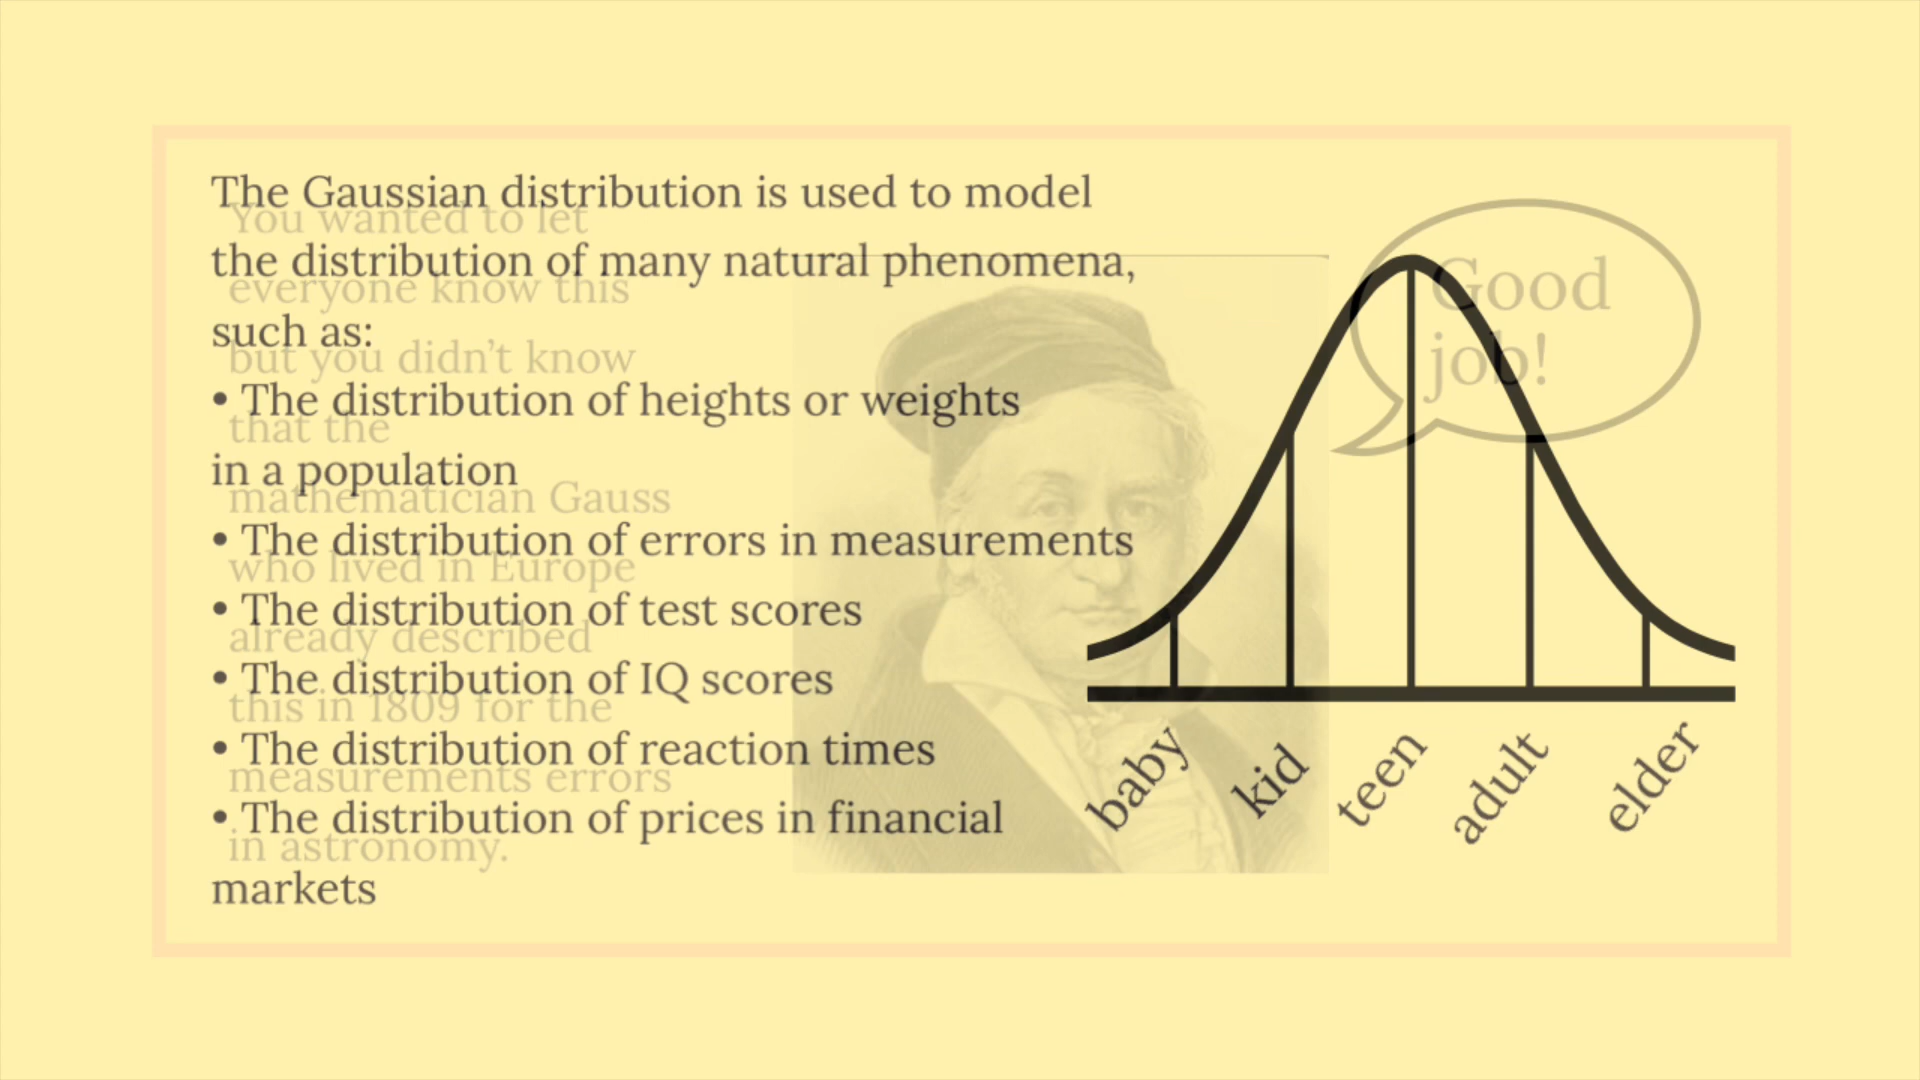 The Gaussian distribution is used to model
the distribution of many natural phenomena,
such as:
• The distribution of heights or weights
in a population
• The distribution of errors in measurements
• The distribution of test scores
• The distribution of IQ scores
• The distribution of reaction times
• The distribution of prices in financial
markets
You wanted to let
everyone know this
but you didn’t know
that the
mathematician Gauss
who lived in Europe
already described
this in 1809 for the
measurements errors
in astronomy.
Good
job!
baby
kid
teen
adult
elder